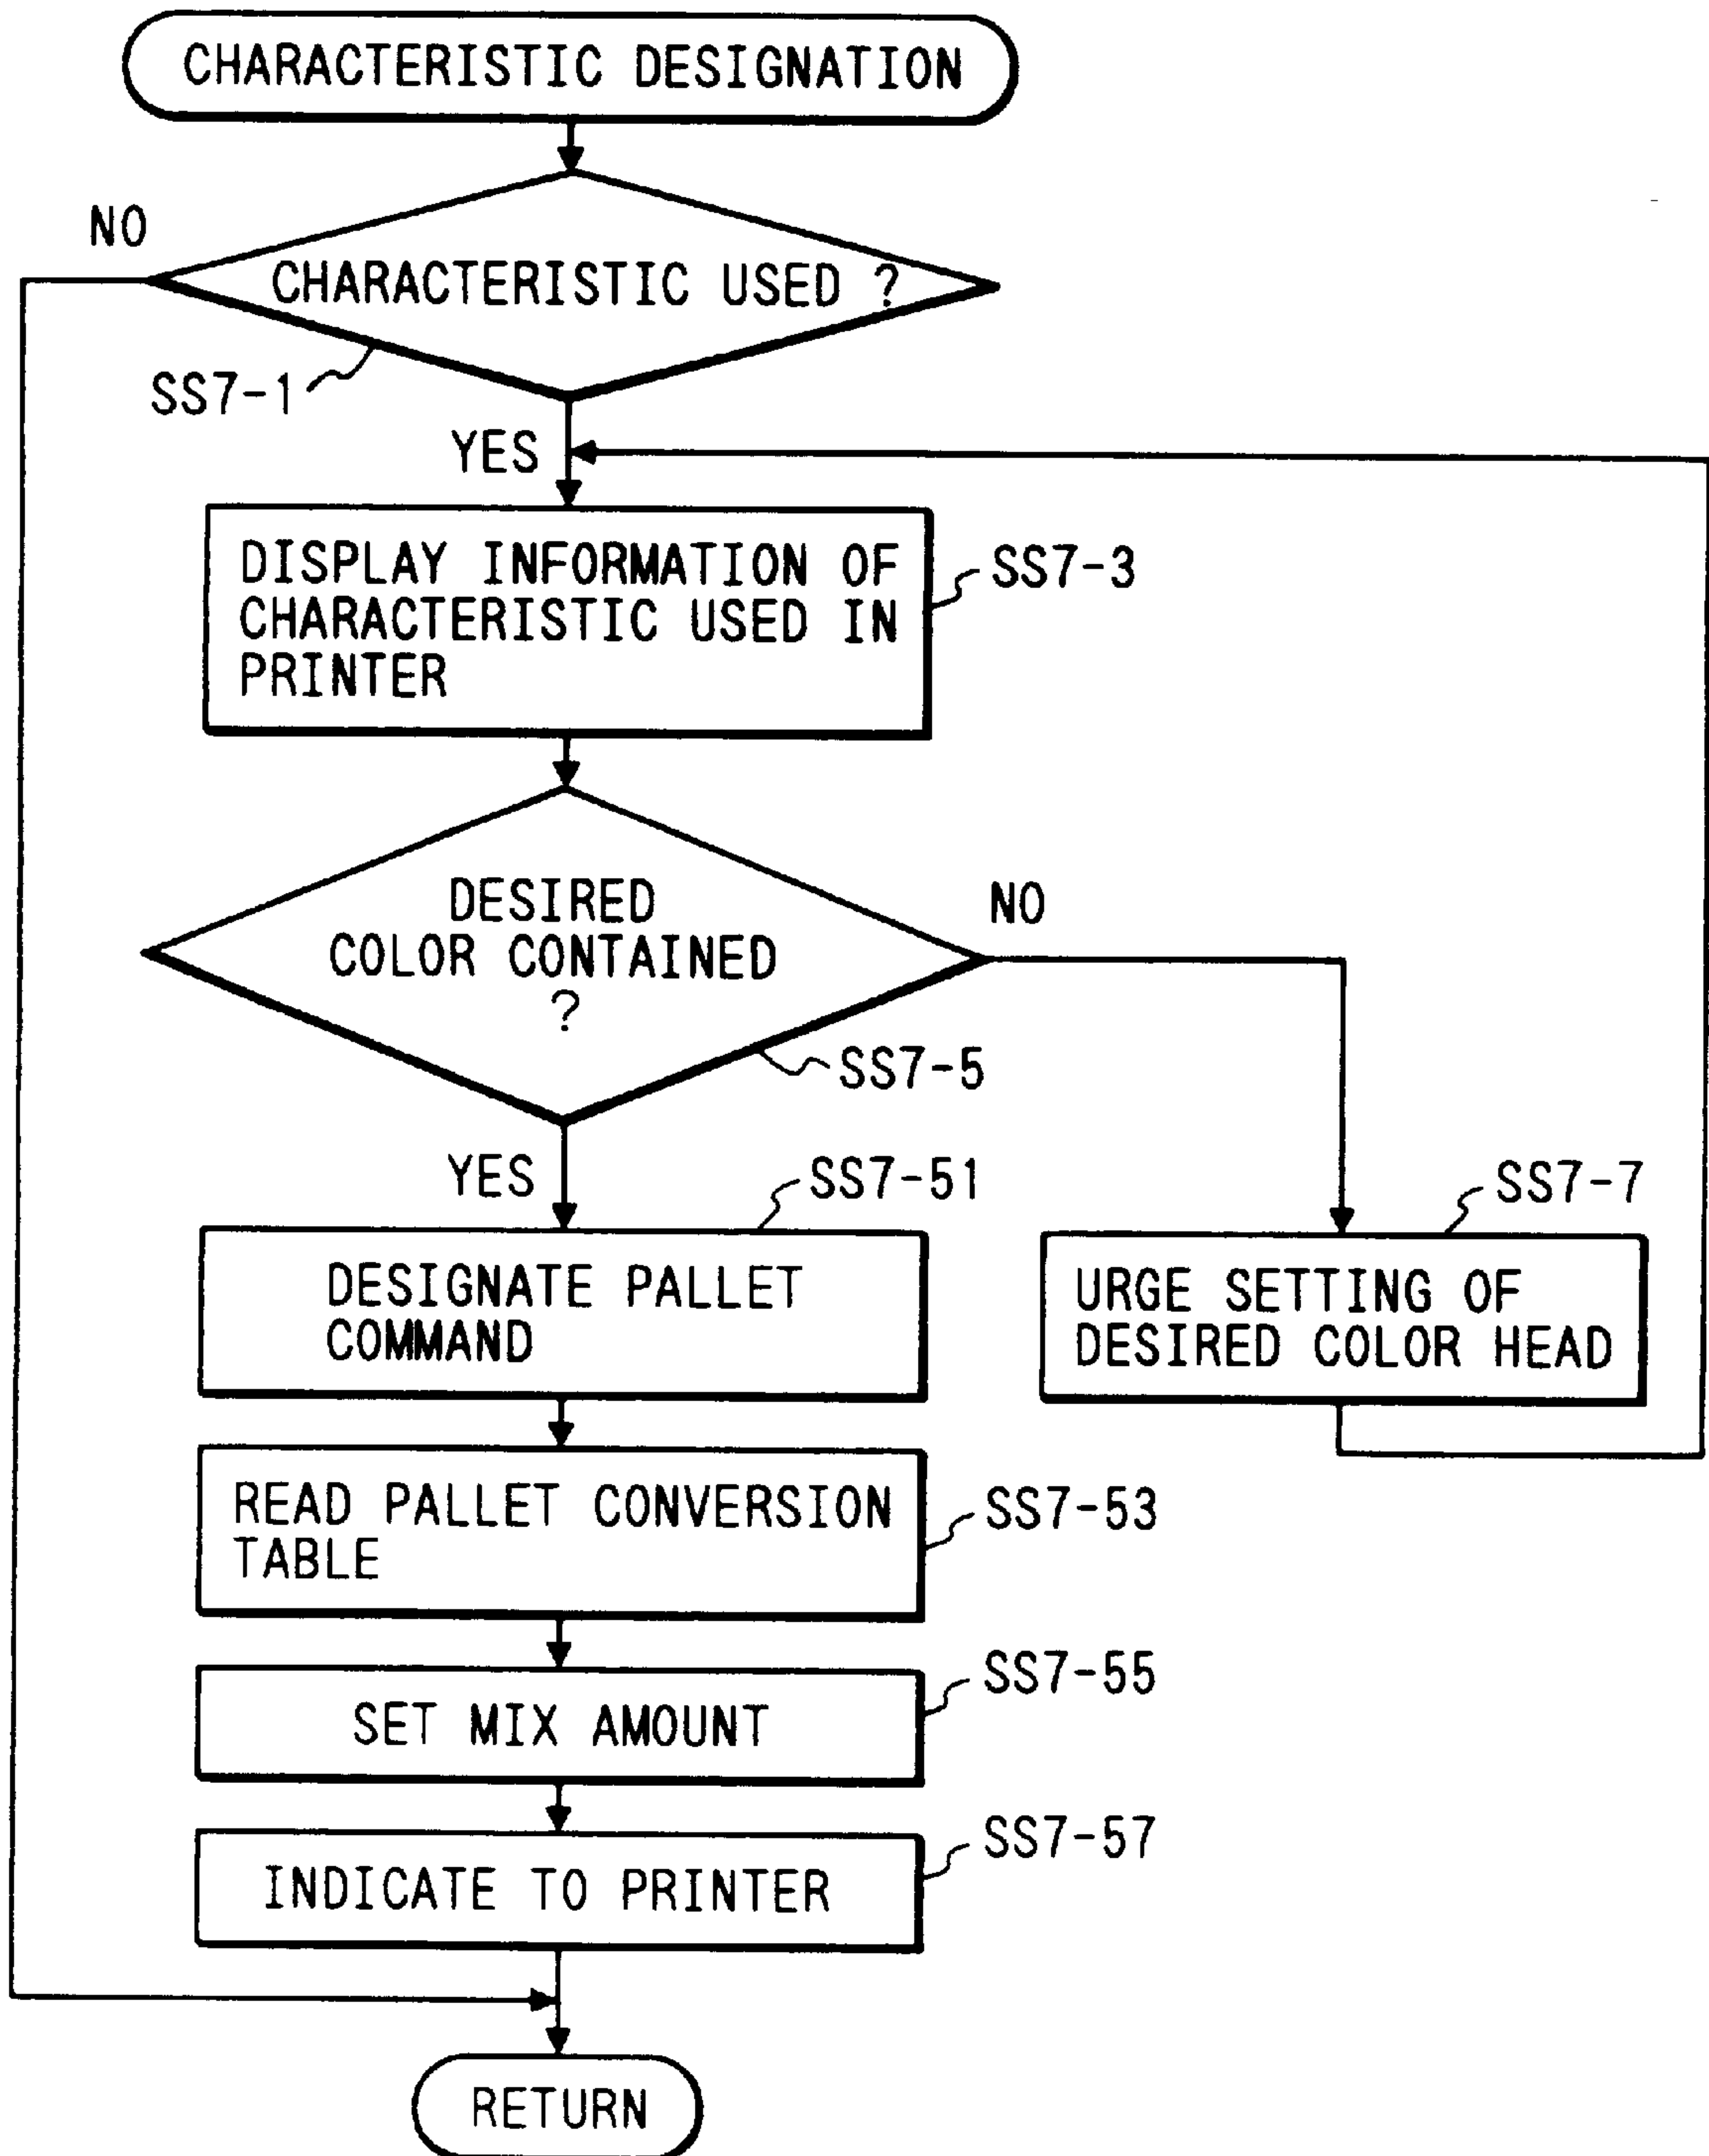 CHARACTERISTIC DESIGNATION
NO
CHARACTERISTIC USED ?
SS7-1
YES
DISPLAY INFORMATION OF
CHARACTERISTIC USED IN
PRINTER
SS7-3
DESIRED
COLOR CONTAINED
?
NO
SS7-5
YES
SS7-51
DESIGNATE PALLET
COMMAND
SS7-7
URGE SETTING OF
DESIRED COLOR HEAD
READ PALLET CONVERSION
TABLE
SS7-53
SS7-55
SET MIX AMOUNT
SS7-57
INDICATE TO PRINTER
RETURN